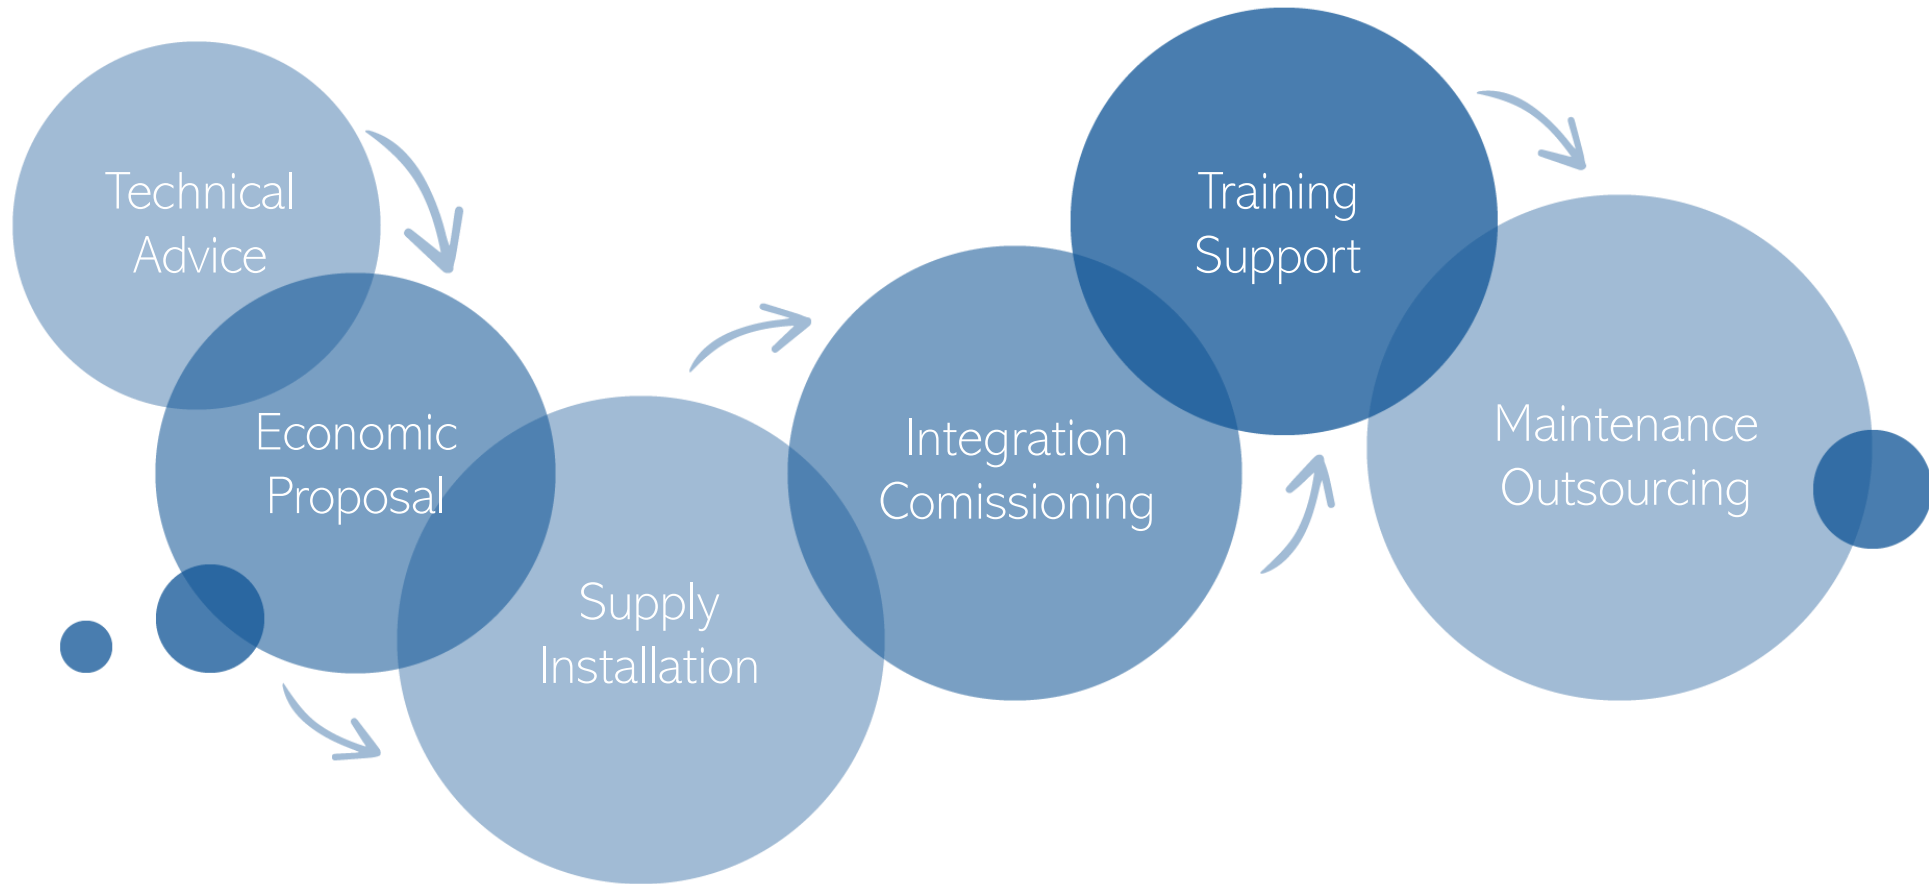 Technical
Advice
Economic
Proposal
Supply
Installation
Integration
Comissioning
Training
Support
Maintenance
Outsourcing